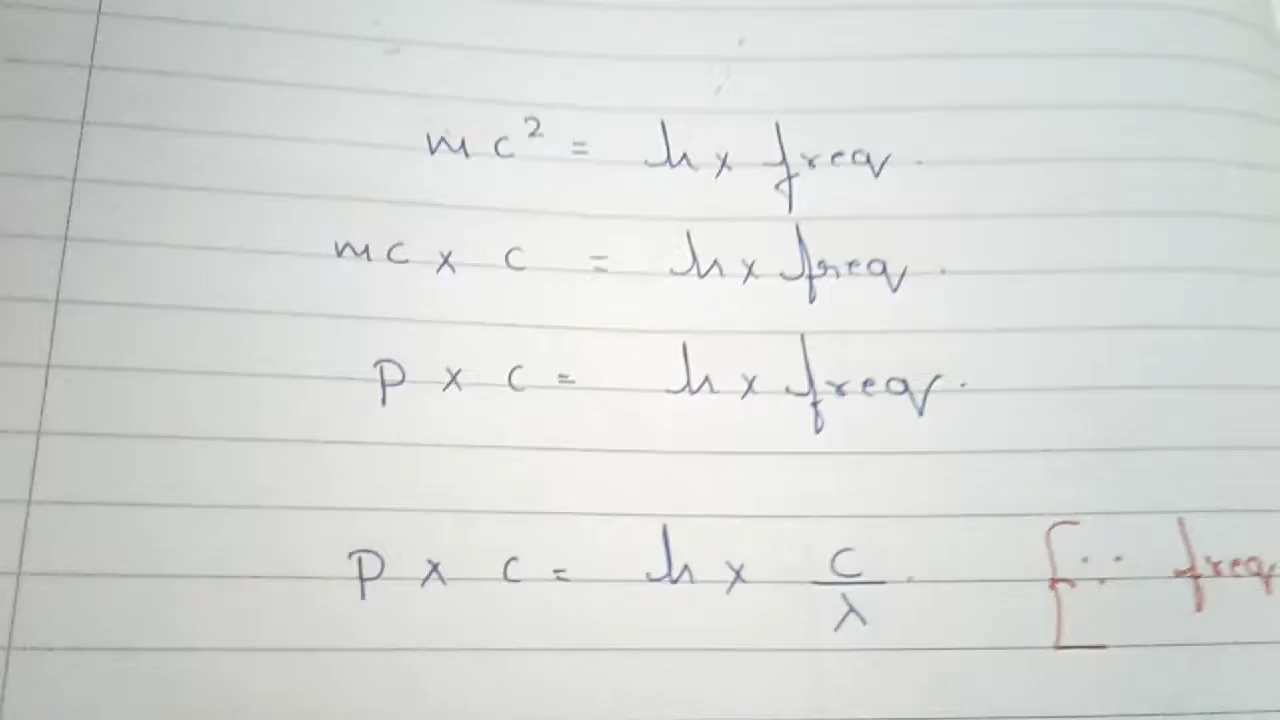 mc² = h x freq.
mc x c = h x freq.
p x c = h x freq.
p x c = h x c/λ. [∵ freq